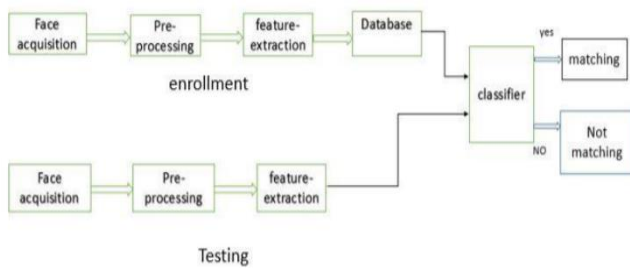 Face
acquisition
Pre-
processing
feature-
extraction
Database
enrollment
classifier
yes
matching
NO
Not
matching
Face
acquisition
Pre-
processing
feature-
extraction
Testing